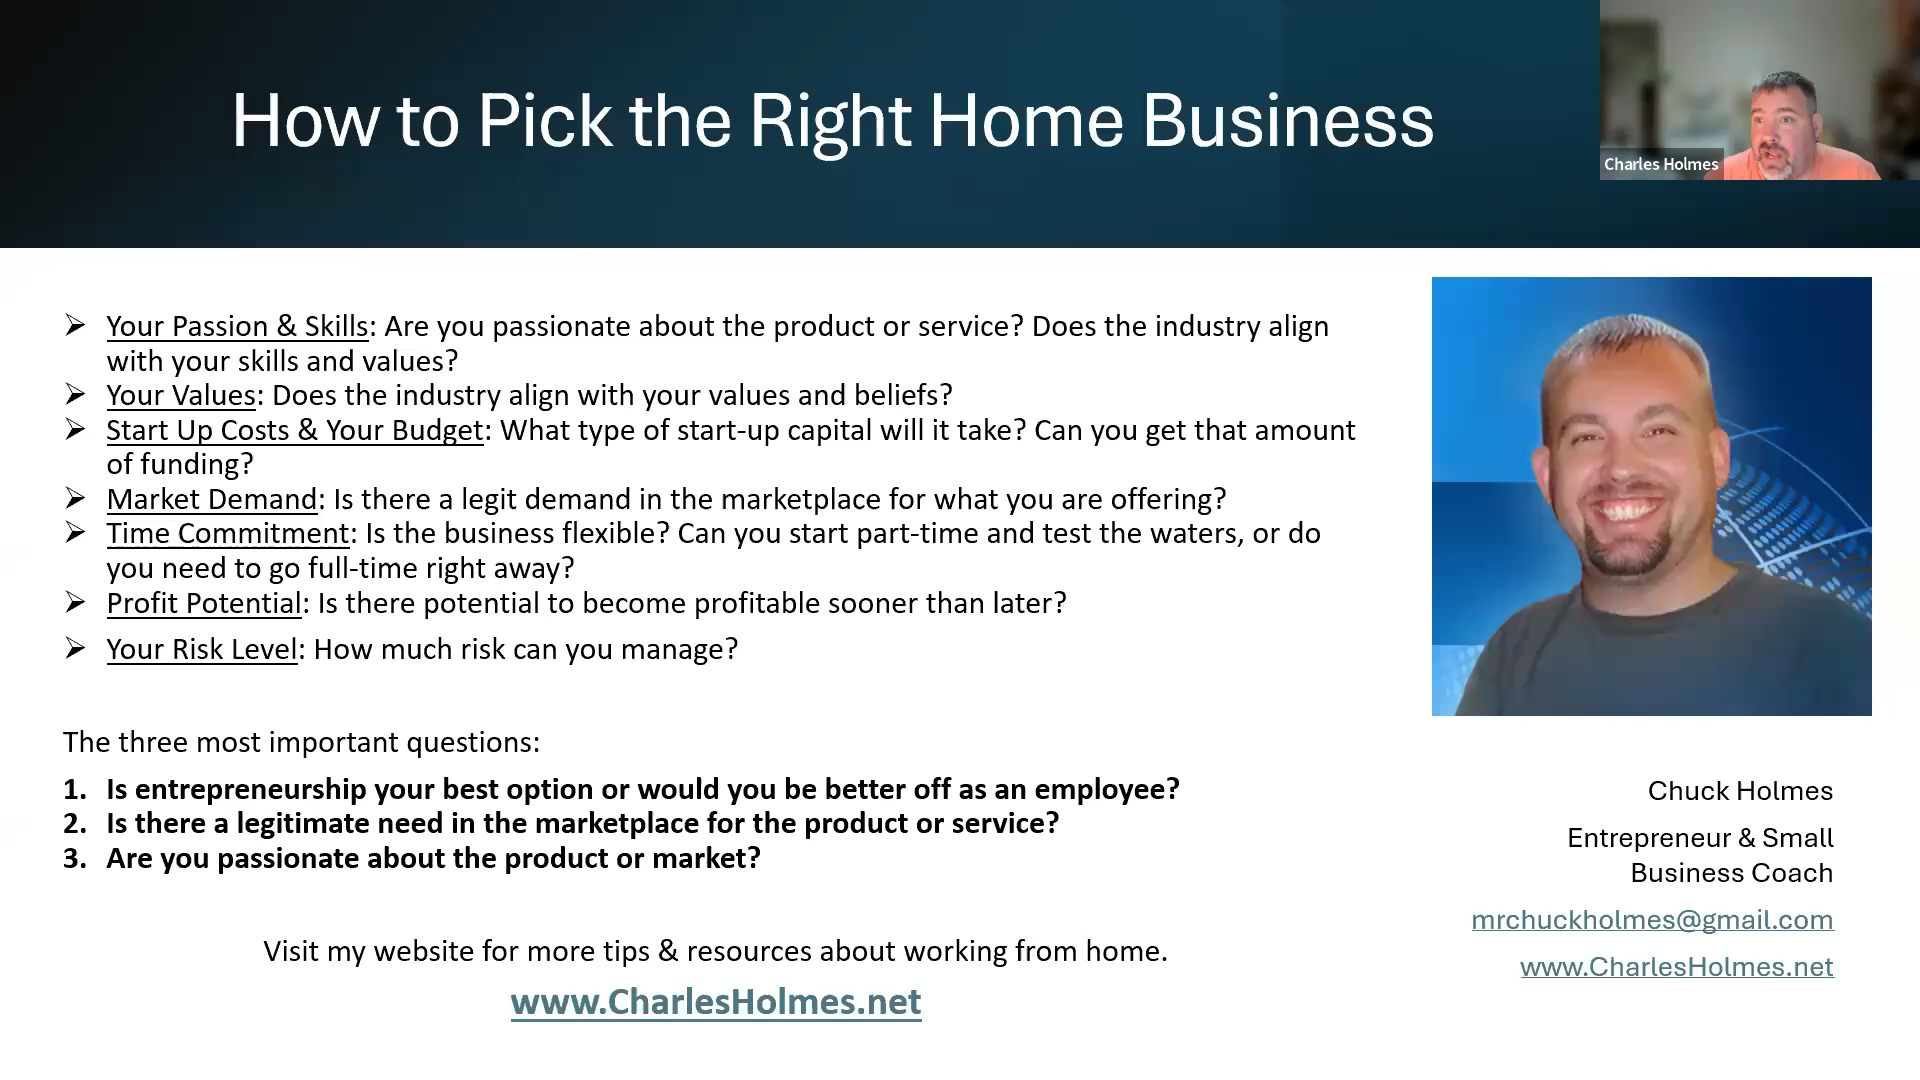 How to Pick the Right Home Business
Charles Holmes
➢ Your Passion & Skills: Are you passionate about the product or service? Does the industry align
with your skills and values?
➢ Your Values: Does the industry align with your values and beliefs?
➢ Start Up Costs & Your Budget: What type of start-up capital will it take? Can you get that amount
of funding?
➢ Market Demand: Is there a legit demand in the marketplace for what you are offering?
➢ Time Commitment: Is the business flexible? Can you start part-time and test the waters, or do
you need to go full-time right away?
➢ Profit Potential: Is there potential to become profitable sooner than later?
➢ Your Risk Level: How much risk can you manage?
The three most important questions:
1. Is entrepreneurship your best option or would you be better off as an employee?
2. Is there a legitimate need in the marketplace for the product or service?
3. Are you passionate about the product or market?
Visit my website for more tips & resources about working from home.
www.CharlesHolmes.net
Chuck Holmes
Entrepreneur & Small
Business Coach
mrchuckholmes@gmail.com
www.CharlesHolmes.net